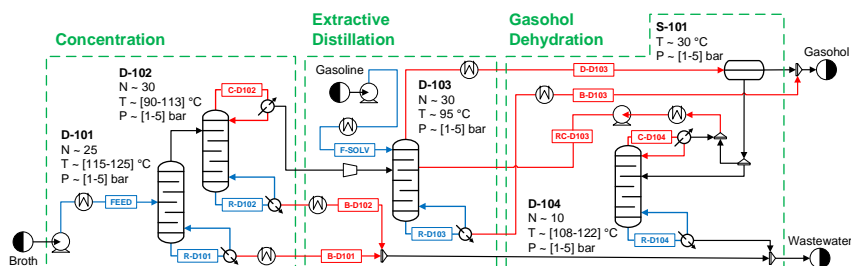 Concentration
Extractive
Distillation
Gasohol
Dehydration
S-101
T ~ 30 °C
P ~ [1-5] bar
Gasohol
D-102
N ~ 30
T ~ [90-113] °C
P ~ [1-5] bar
C-D102
Gasoline
D-103
N ~ 30
T ~ 95 °C
P ~ [1-5] bar
D-D103
B-D103
D-101
N ~ 25
T ~ [115-125] °C
P ~ [1-5] bar
F-SOLV
RC-D103
C-D104
FEED
R-D102
B-D102
D-104
N ~ 10
T ~ [108-122] °C
P ~ [1-5] bar
R-D103
R-D104
Broth
R-D101
B-D101
Wastewater